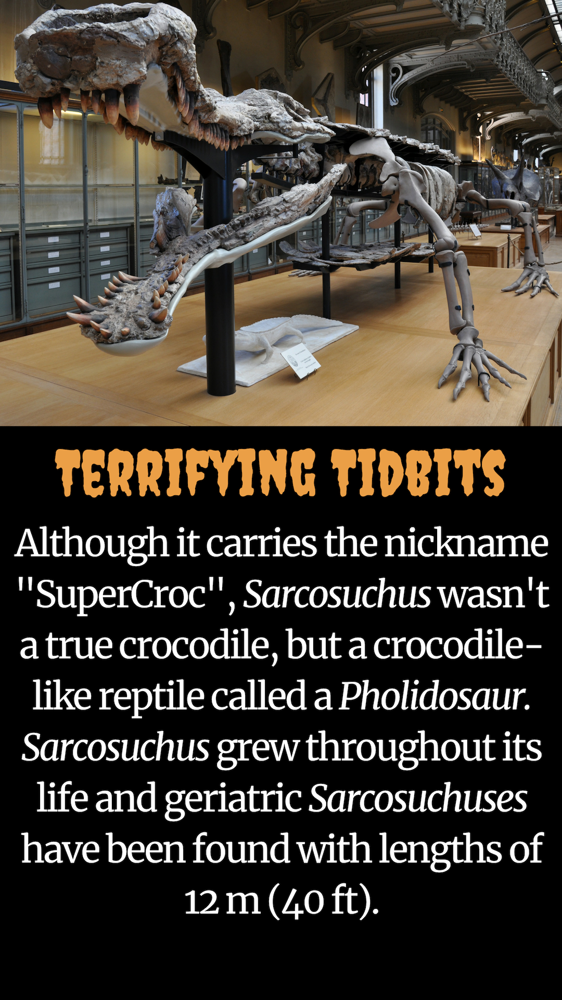 TERRIFYING TIDBITS
Although it carries the nickname
"SuperCroc", Sarcosuchus wasn't
a true crocodile, but a crocodile-
like reptile called a Pholidosaur.
Sarcosuchus grew throughout its
life and geriatric Sarcosuchuses
have been found with lengths of
12 m (40 ft).